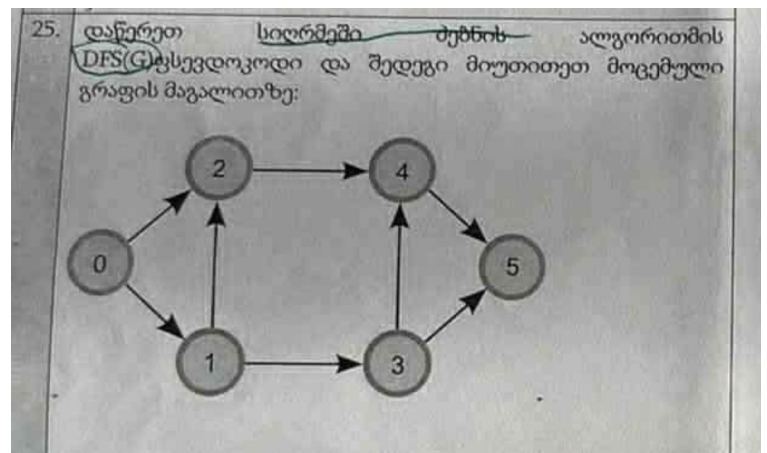 25. დაწერეთ სიღრმეში ძებნის ალგორითმის
DFS(G)ფსევდოკოდი და შედეგი მიუთითეთ მოცემული
გრაფის მაგალითზე:
2 4
0 5
1 3